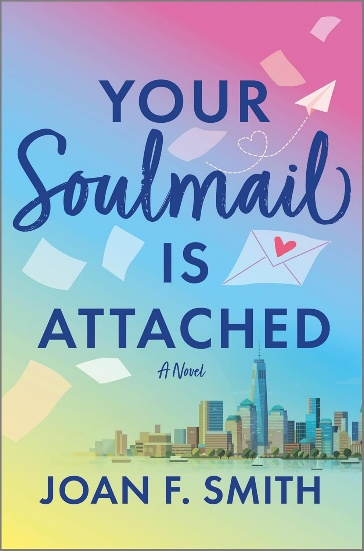 YOUR
Soulmail
IS
ATTACHED
A Novel
JOAN F. SMITH